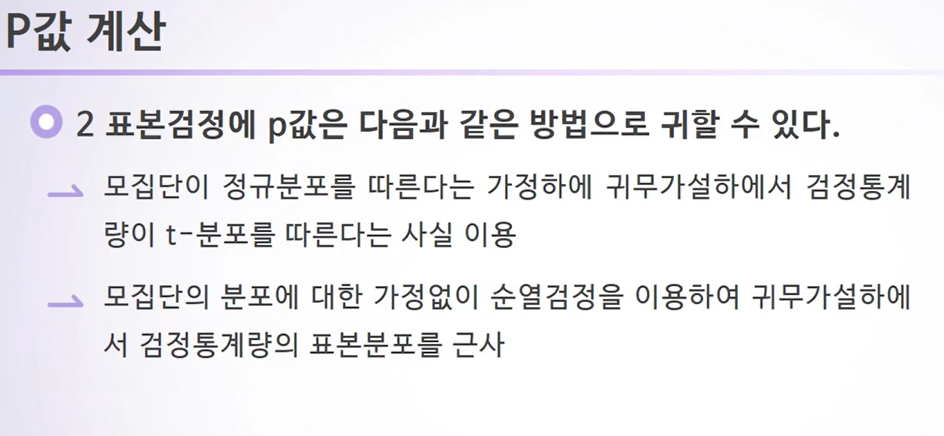 P값 계산
2 표본검정에 p값은 다음과 같은 방법으로 귀할 수 있다.
모집단이 정규분포를 따른다는 가정하에 귀무가설하에서 검정통계
량이 t-분포를 따른다는 사실 이용
모집단의 분포에 대한 가정없이 순열검정을 이용하여 귀무가설하에
서 검정통계량의 표본분포를 근사